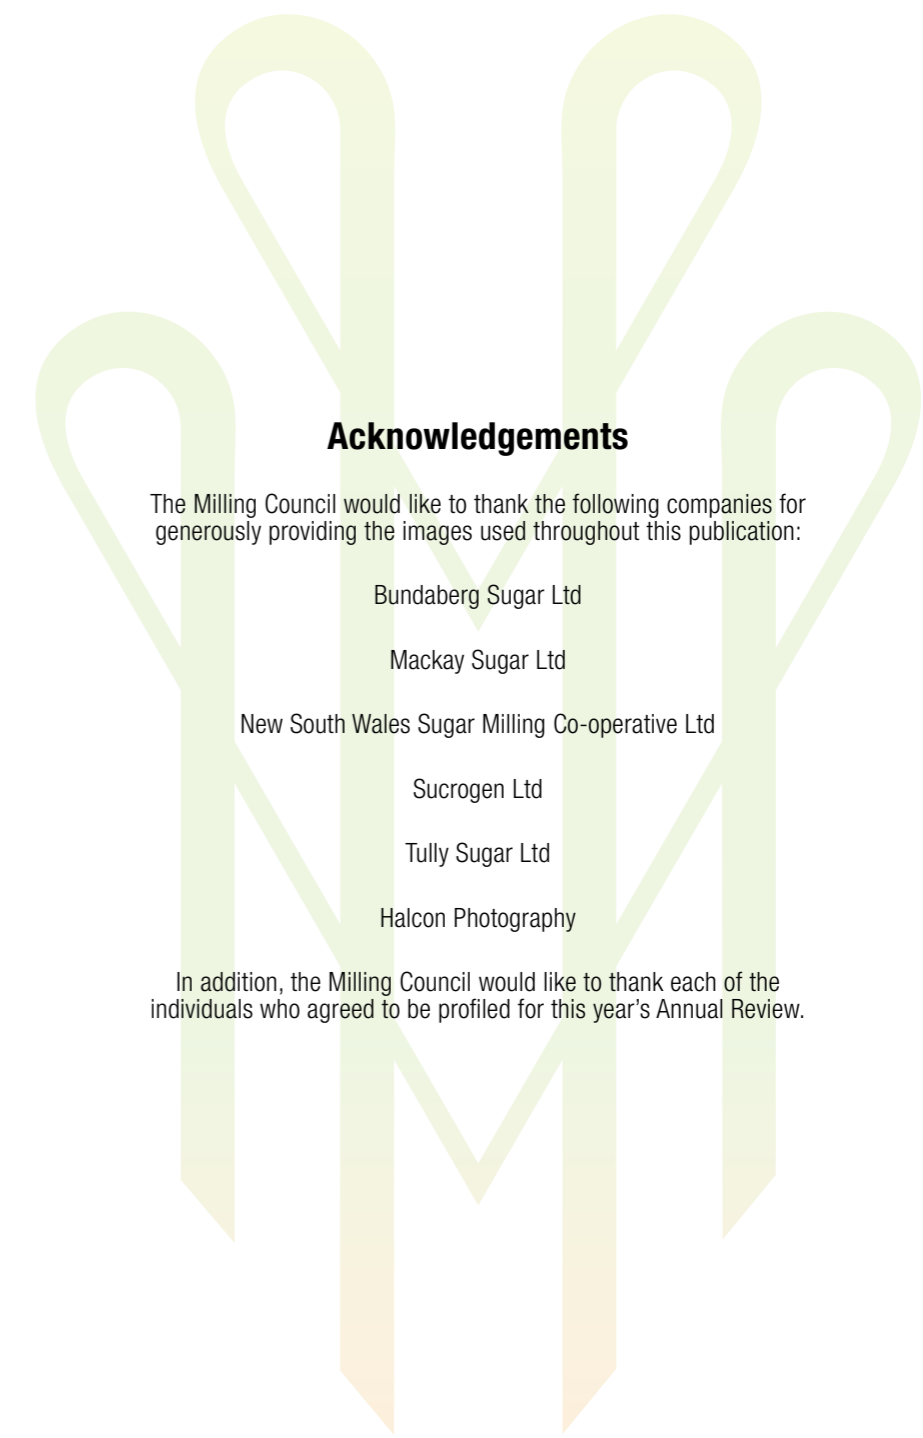 Acknowledgements
The Milling Council would like to thank the following companies for
generously providing the images used throughout this publication:
Bundaberg Sugar Ltd
Mackay Sugar Ltd
New South Wales Sugar Milling Co-operative Ltd
Sucrogen Ltd
Tully Sugar Ltd
Halcon Photography
In addition, the Milling Council would like to thank each of the
individuals who agreed to be profiled for this year’s Annual Review.